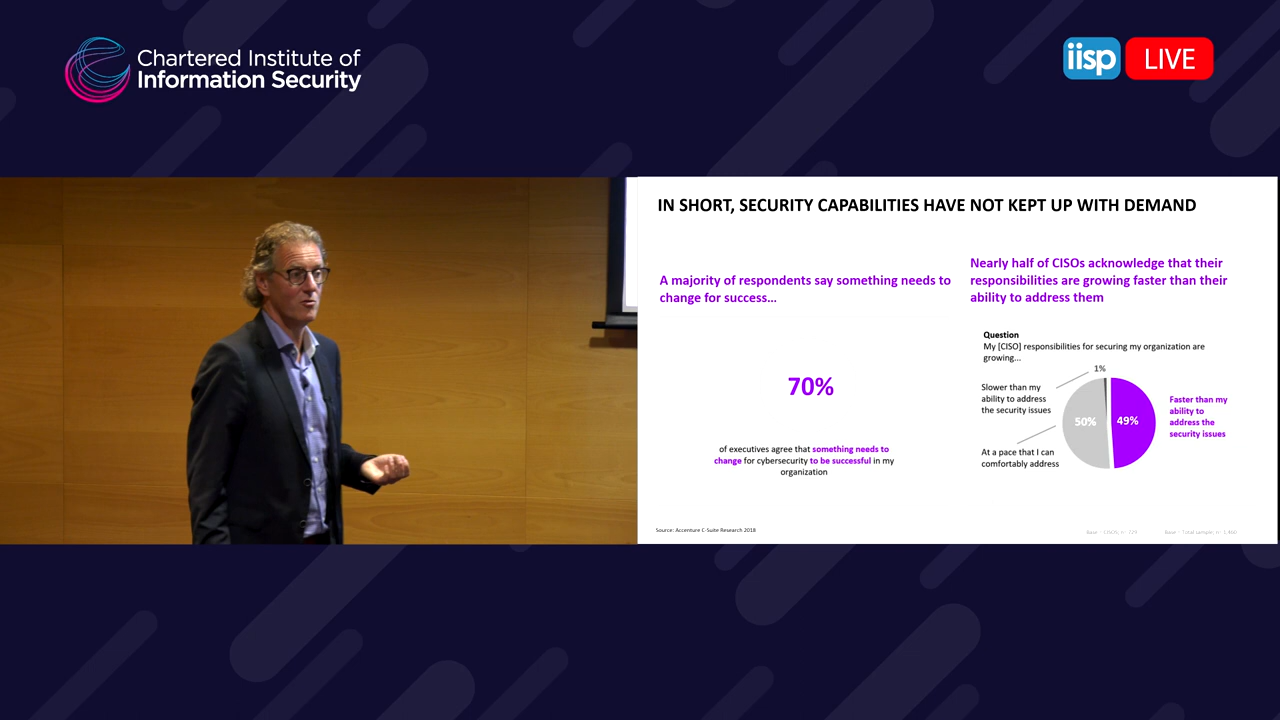 Chartered Institute of
Information Security
iisp
LIVE
IN SHORT, SECURITY CAPABILITIES HAVE NOT KEPT UP WITH DEMAND
A majority of respondents say something needs to
change for success...
70%
of executives agree that something needs to
change for cybersecurity to be successful in my
organization
Nearly half of CISOs acknowledge that their
responsibilities are growing faster than their
ability to address them
Question
My [CISO] responsibilities for securing my organization are
growing...
1%
Slower than my
ability to address
the security issues
50%
49%
Faster than my
ability to
address the
security issues
At a pace that I can
comfortably address
Source: Accenture C-Suite Research 2018
Base - Total sample, n-